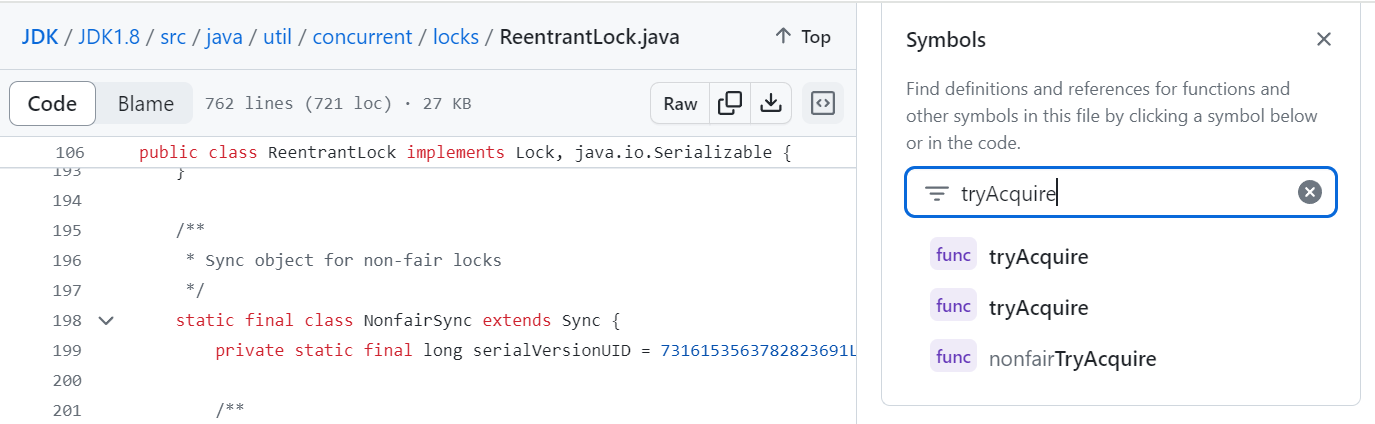 JDK / JDK1.8 / src / java / util / concurrent / locks / ReentrantLock.java
Top
Code Blame 762 lines (721 loc) · 27 KB
Raw
106 public class ReentrantLock implements Lock, java.io.Serializable {
193 }
194
195 /**
196 * Sync object for non-fair locks
197 */
198 static final class NonfairSync extends Sync {
199 private static final long serialVersionUID = 7316153563782823691L
200
201 /**
Symbols
Find definitions and references for functions and
other symbols in this file by clicking a symbol below
or in the code.
tryAcquire
func tryAcquire
func tryAcquire
func nonfairTryAcquire